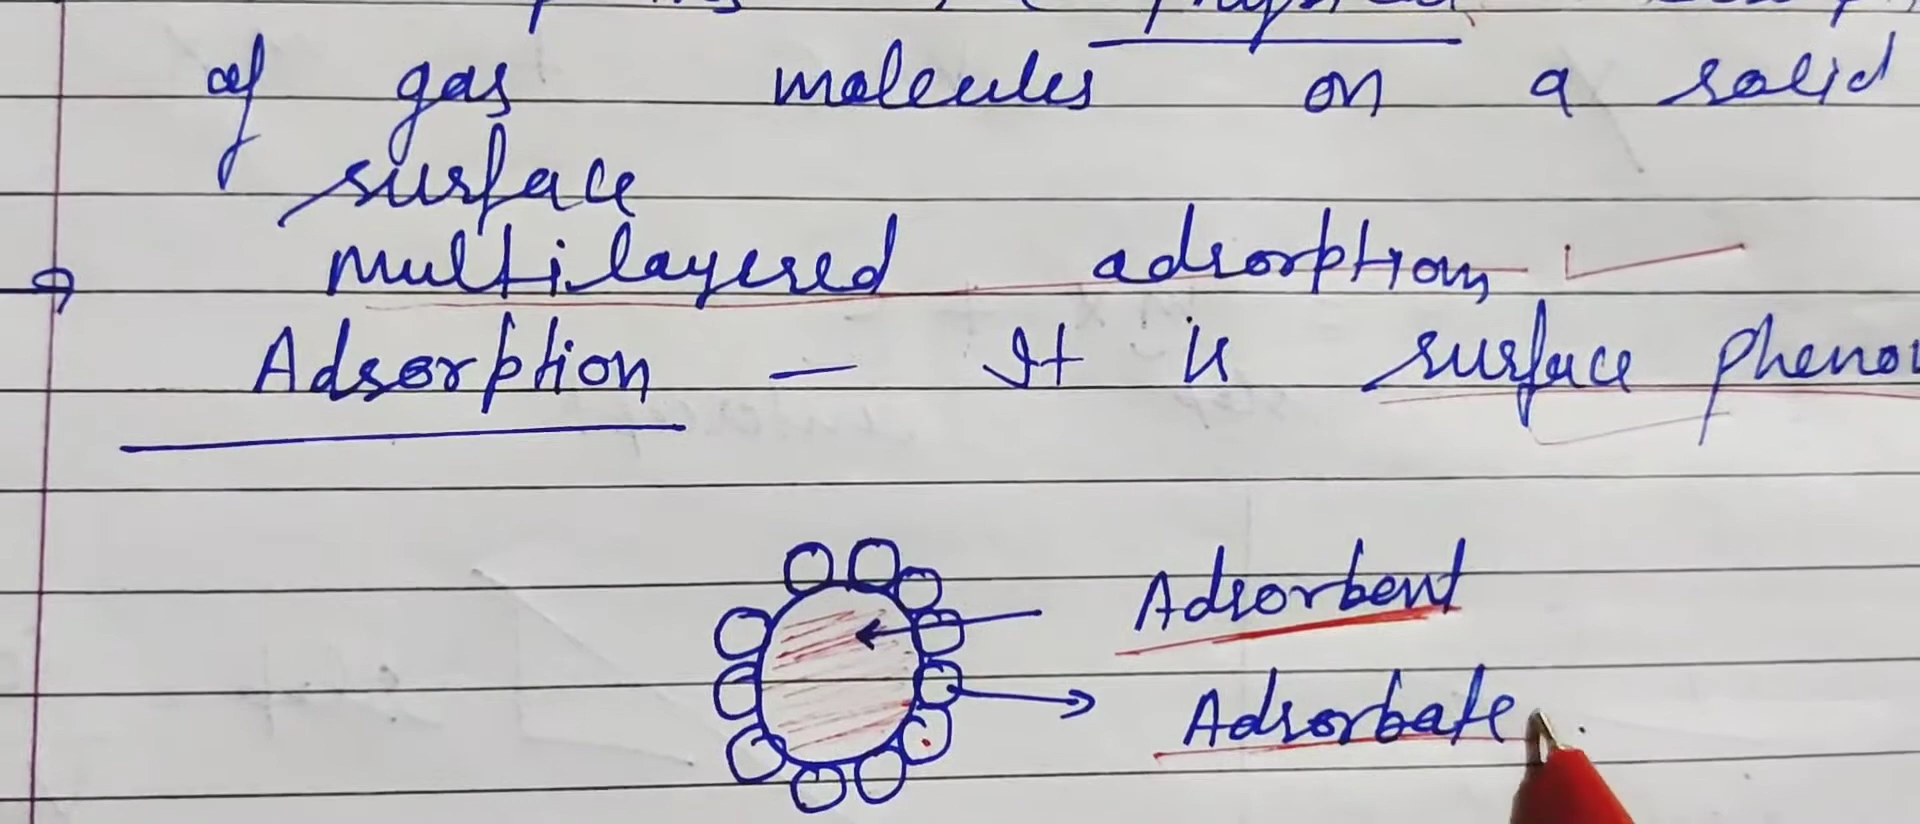 of gas molecules on a solid
surface
multilayered adsorption
Adsorption — It is surface pheno
Adsorbent
Adsorbate